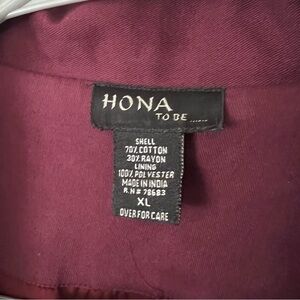 HONA
TO BE .....
SHELL
70% COTTON
30% RAYON
LINING
100% POLYESTER
MADE IN INDIA
R.N# 78683
XL
OVER FOR CARE